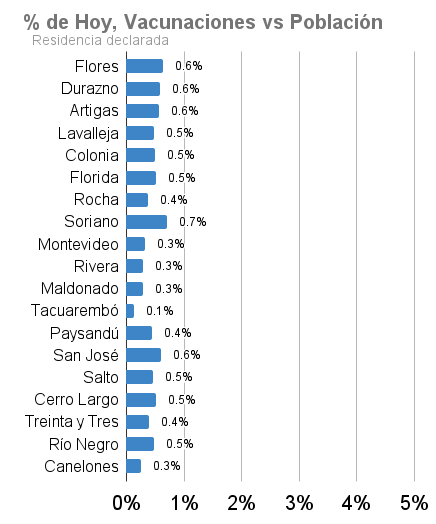 % de Hoy, Vacunaciones vs Población
Residencia declarada
Flores 0.6%
Durazno 0.6%
Artigas 0.6%
Lavalleja 0.5%
Colonia 0.5%
Florida 0.5%
Rocha 0.4%
Soriano 0.7%
Montevideo 0.3%
Rivera 0.3%
Maldonado 0.3%
Tacuarembó 0.1%
Paysandú 0.4%
San José 0.6%
Salto 0.5%
Cerro Largo 0.5%
Treinta y Tres 0.4%
Río Negro 0.5%
Canelones 0.3%
0% 1% 2% 3% 4% 5%